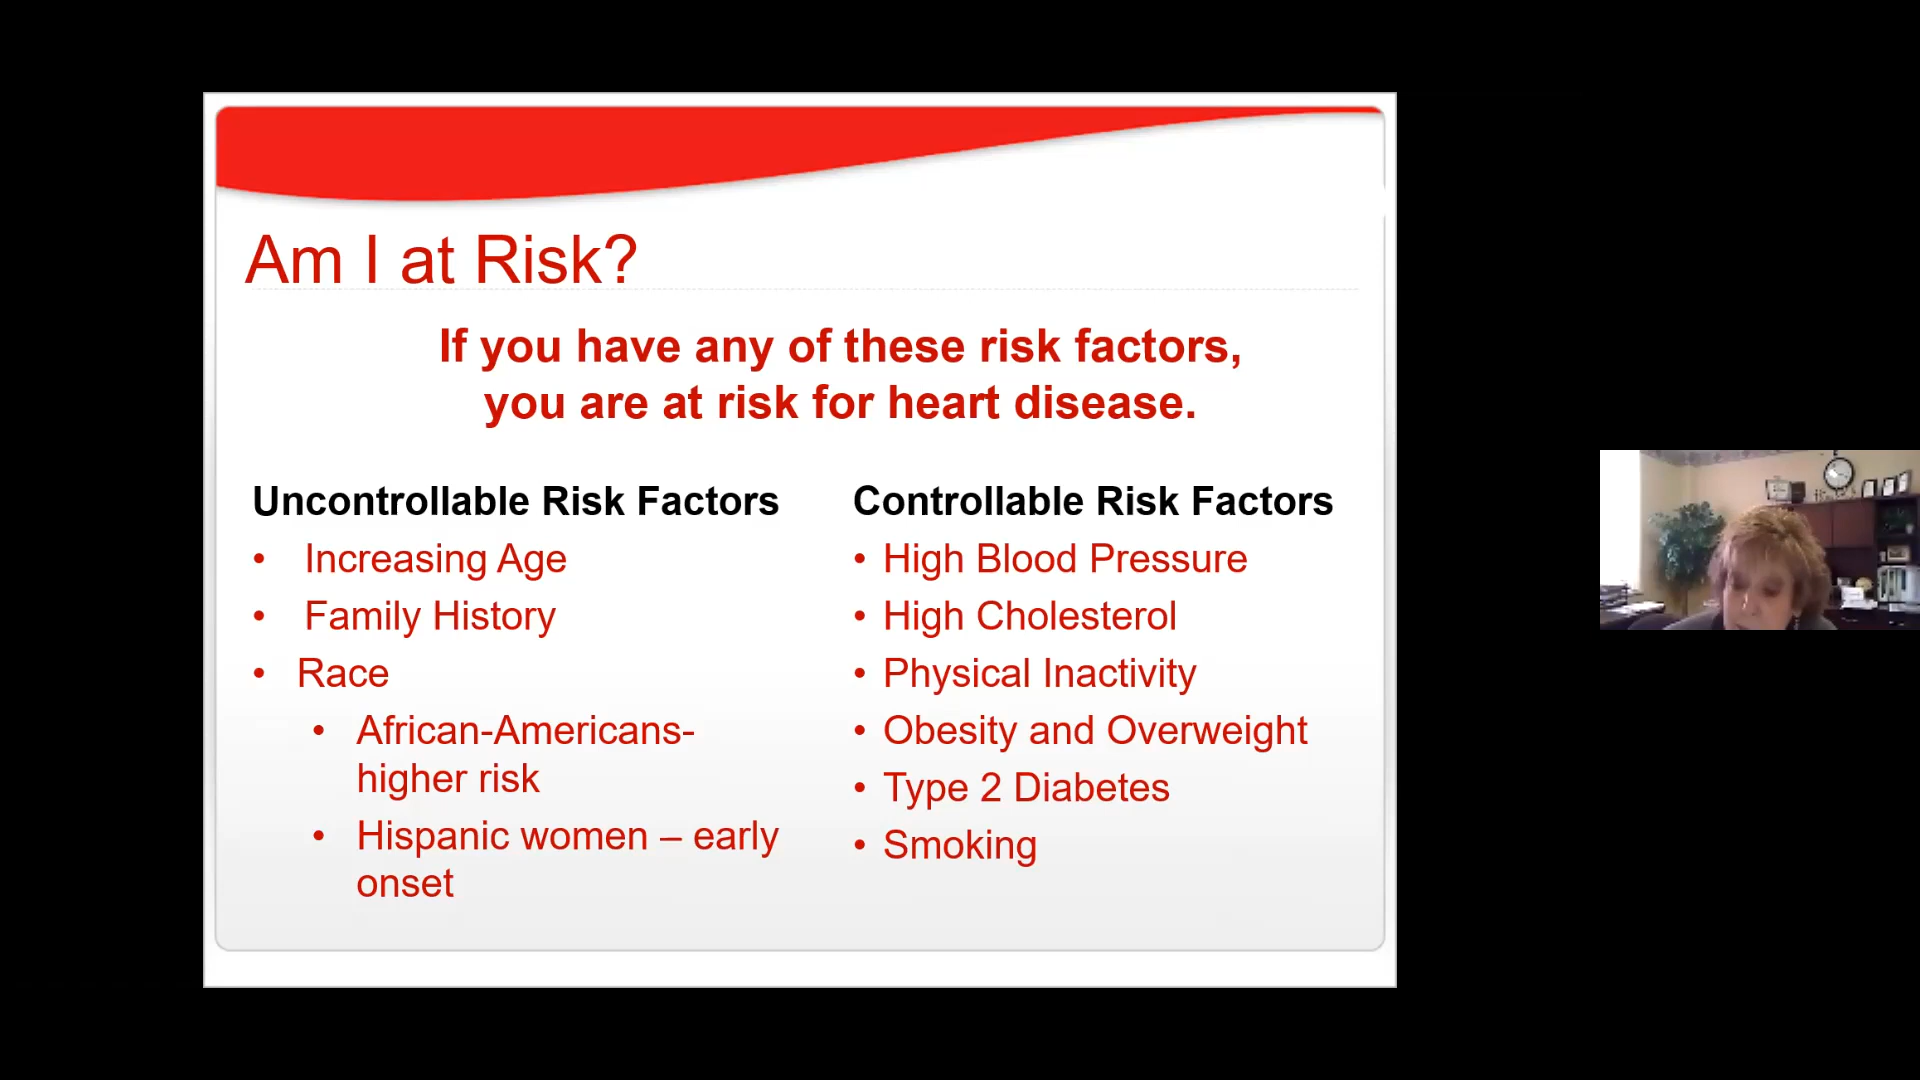 Am I at Risk?
If you have any of these risk factors,
you are at risk for heart disease.
Uncontrollable Risk Factors
• Increasing Age
• Family History
• Race
• African-Americans-
higher risk
• Hispanic women – early
onset
Controllable Risk Factors
• High Blood Pressure
• High Cholesterol
• Physical Inactivity
• Obesity and Overweight
• Type 2 Diabetes
• Smoking